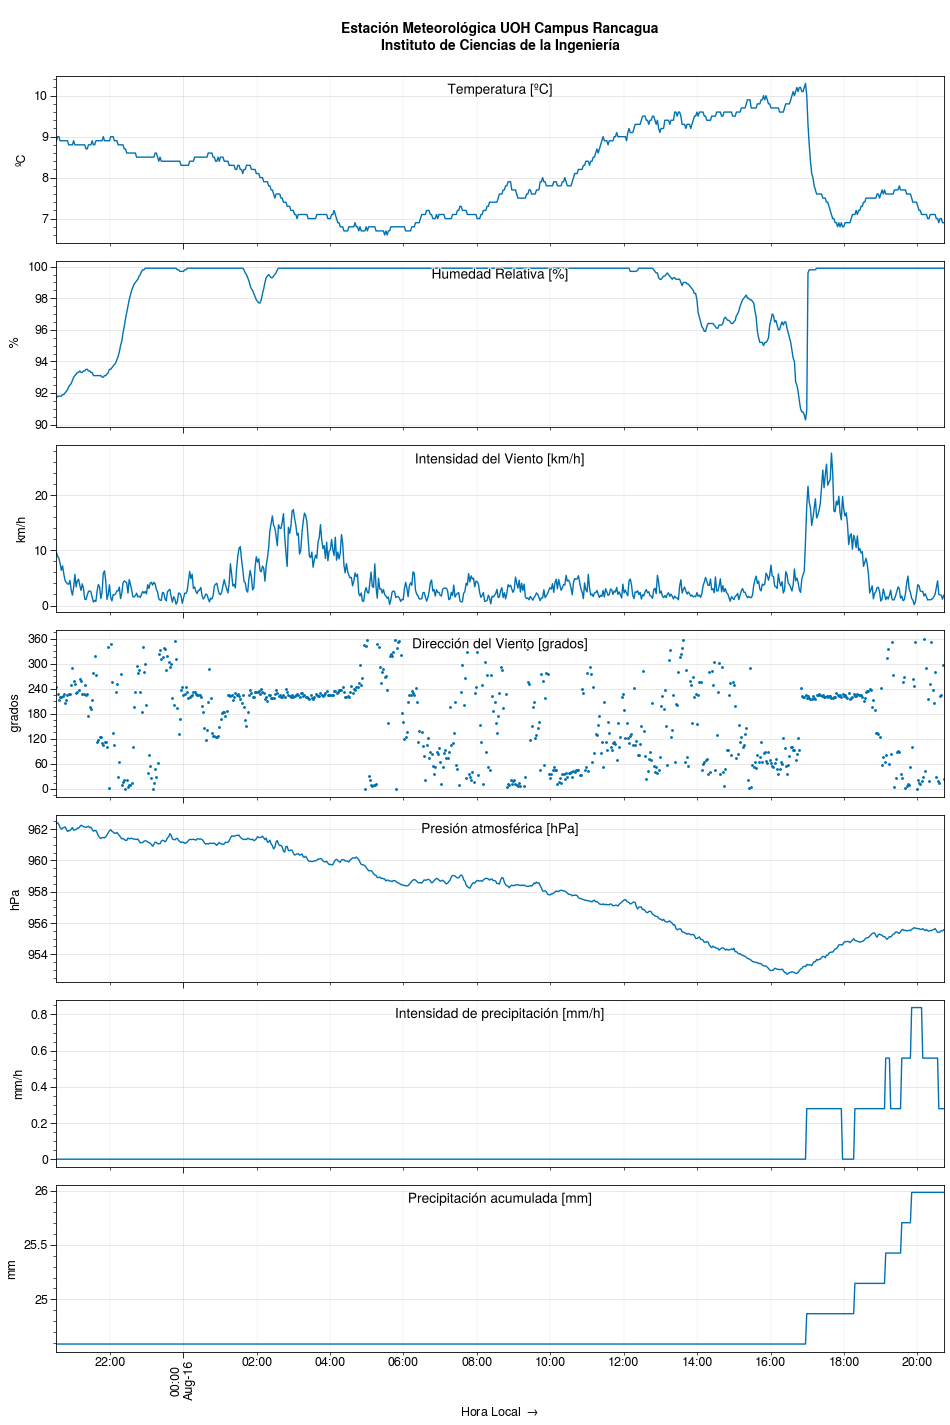 Estación Meteorológica UOH Campus Rancagua
Instituto de Ciencias de la Ingeniería
Temperatura [ºC]
10
9
8
7
ºC
Humedad Relativa [%]
100
98
96
94
92
90
%
Intensidad del Viento [km/h]
20
10
0
km/h
Dirección del Viento [grados]
360
300
240
180
120
60
0
grados
Presión atmosférica [hPa]
962
960
958
956
954
hPa
Intensidad de precipitación [mm/h]
0.8
0.6
0.4
0.2
0
mm/h
Precipitación acumulada [mm]
26
25.5
25
mm
22:00
00:00
Aug-16
02:00
04:00
06:00
08:00
10:00
12:00
14:00
16:00
18:00
20:00
Hora Local →